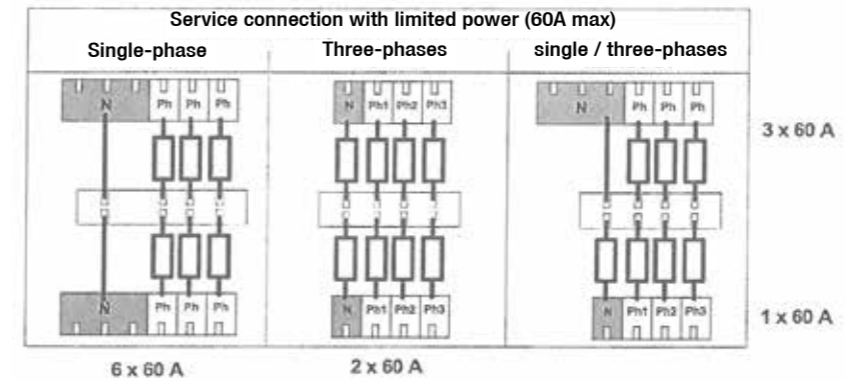 Service connection with limited power (60A max)
Single-phase Three-phases single / three-phases
N Ph Ph Ph N Ph1 Ph2 Ph3 N Ph Ph Ph
3 x 60 A
N Ph Ph Ph N Ph1 Ph2 Ph3 N Ph1 Ph2 Ph3
1 x 60 A
6 x 60 A 2 x 60 A